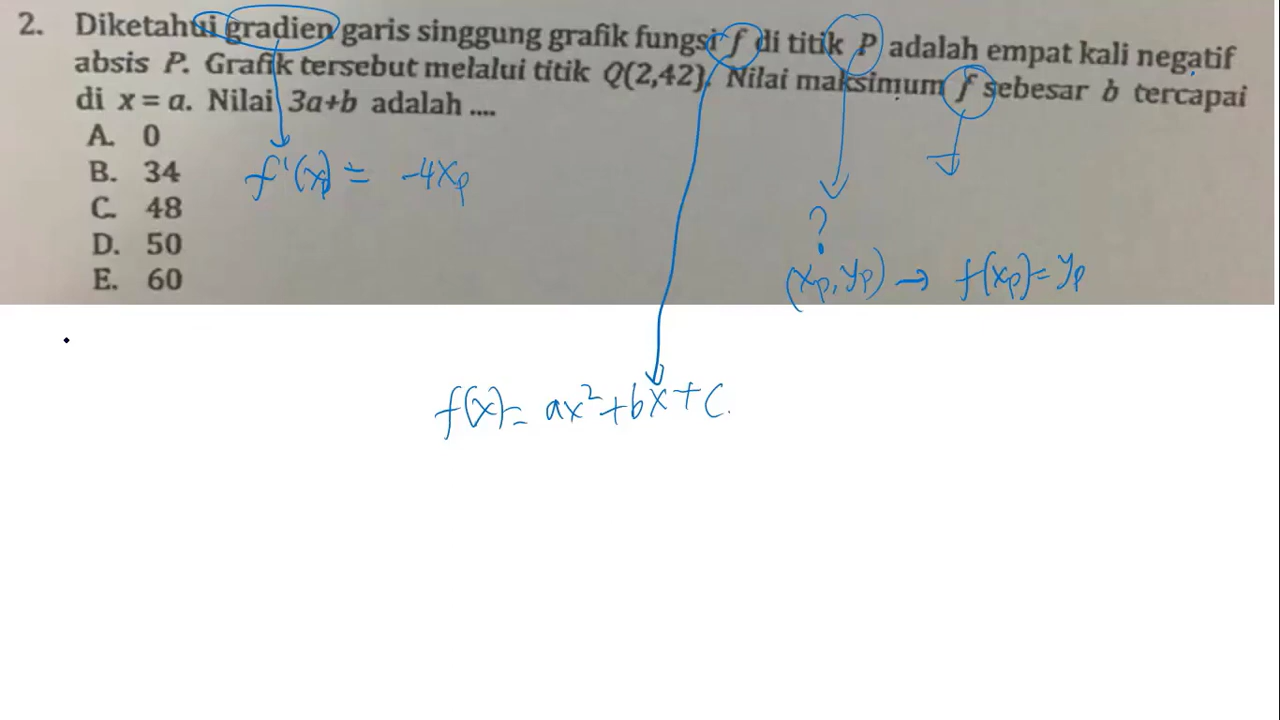 2. Diketahui gradien garis singgung grafik fungsi f di titik P adalah empat kali negatif
absis P. Grafik tersebut melalui titik Q(2,42). Nilai maksimum f sebesar b tercapai
di x = a. Nilai 3a+b adalah ....
A. 0
B. 34
C. 48
D. 50
E. 60
f'(x) = -4xₚ
?
(xₚ, yₚ) → f(xₚ) = yₚ
f(x) = ax² + bx + c.